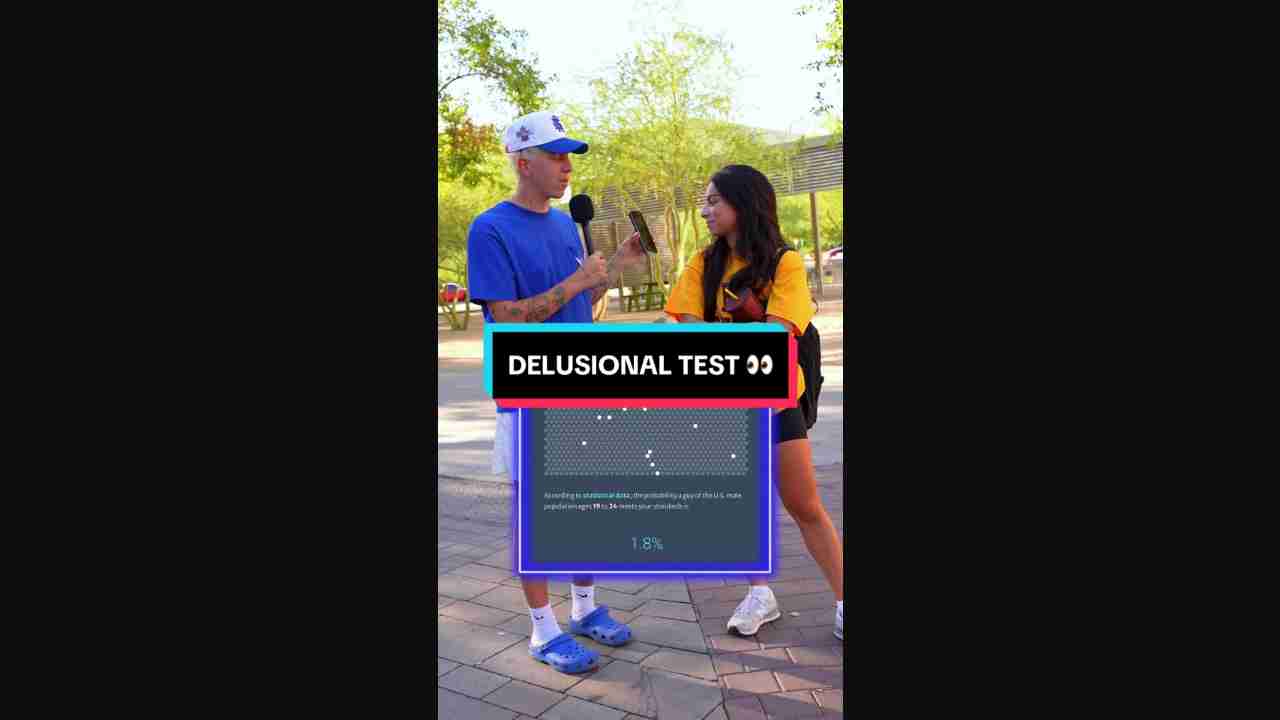 DELUSIONAL TEST 👀
According to statistical data, the probability a guy of the U.S. male
population ages 19 to 24 meets your standards is
1.8%